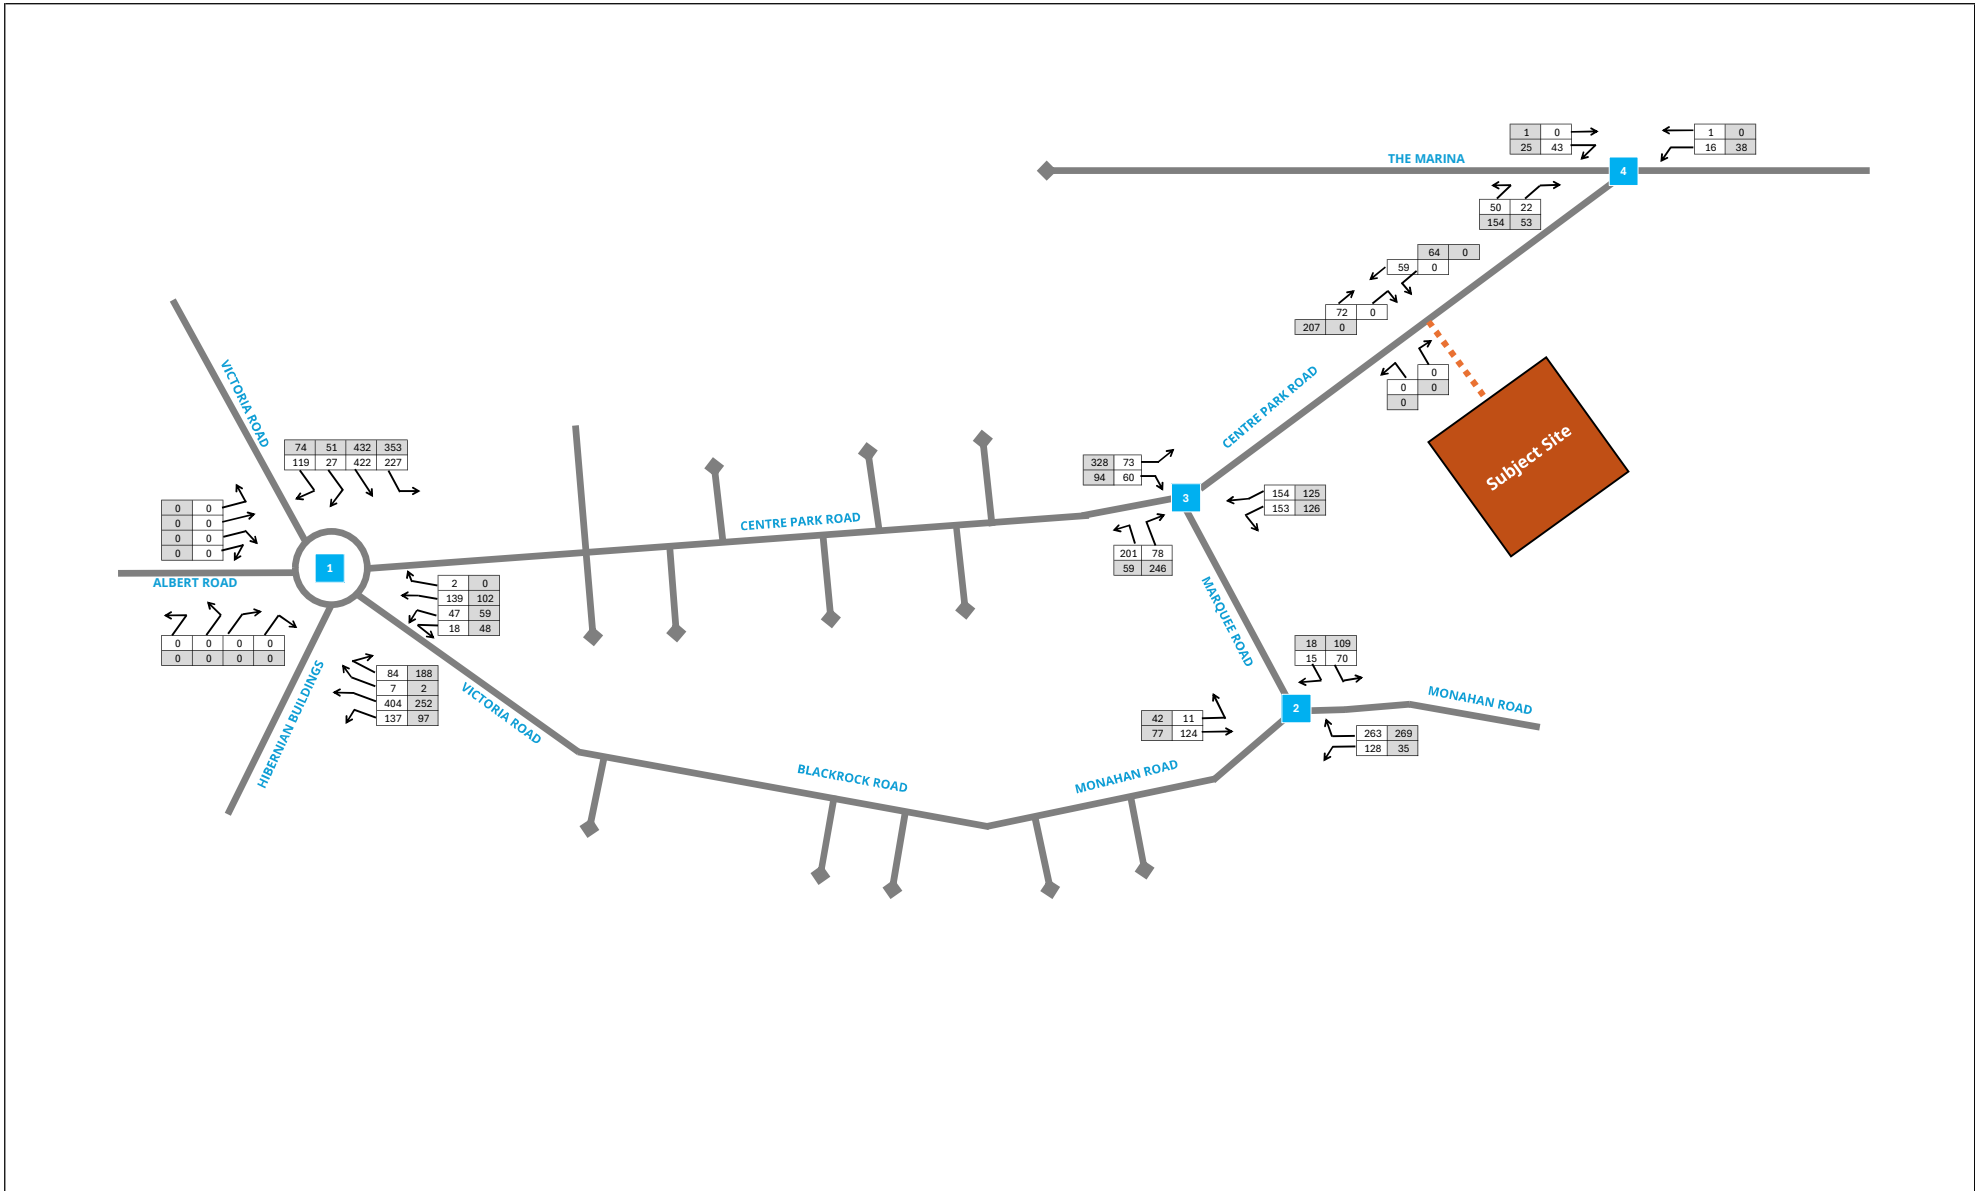 1 0
25 43
1 0
16 38
THE MARINA
4
50 22
154 53
64 0
59 0
72 0
207 0
0
0 0
0
CENTRE PARK ROAD
Subject Site
VICTORIA ROAD
74 51 432 353
119 27 422 227
328 73
94 60
3
154 125
153 126
0 0
0 0
0 0
0 0
CENTRE PARK ROAD
201 78
59 246
1
ALBERT ROAD
2 0
139 102
47 59
18 48
MARQUEE ROAD
0 0 0 0
0 0 0 0
18 109
15 70
HIBERNIAN BUILDINGS
84 188
7 2
404 252
137 97
VICTORIA ROAD
2
MONAHAN ROAD
42 11
77 124
263 269
128 35
BLACKROCK ROAD
MONAHAN ROAD